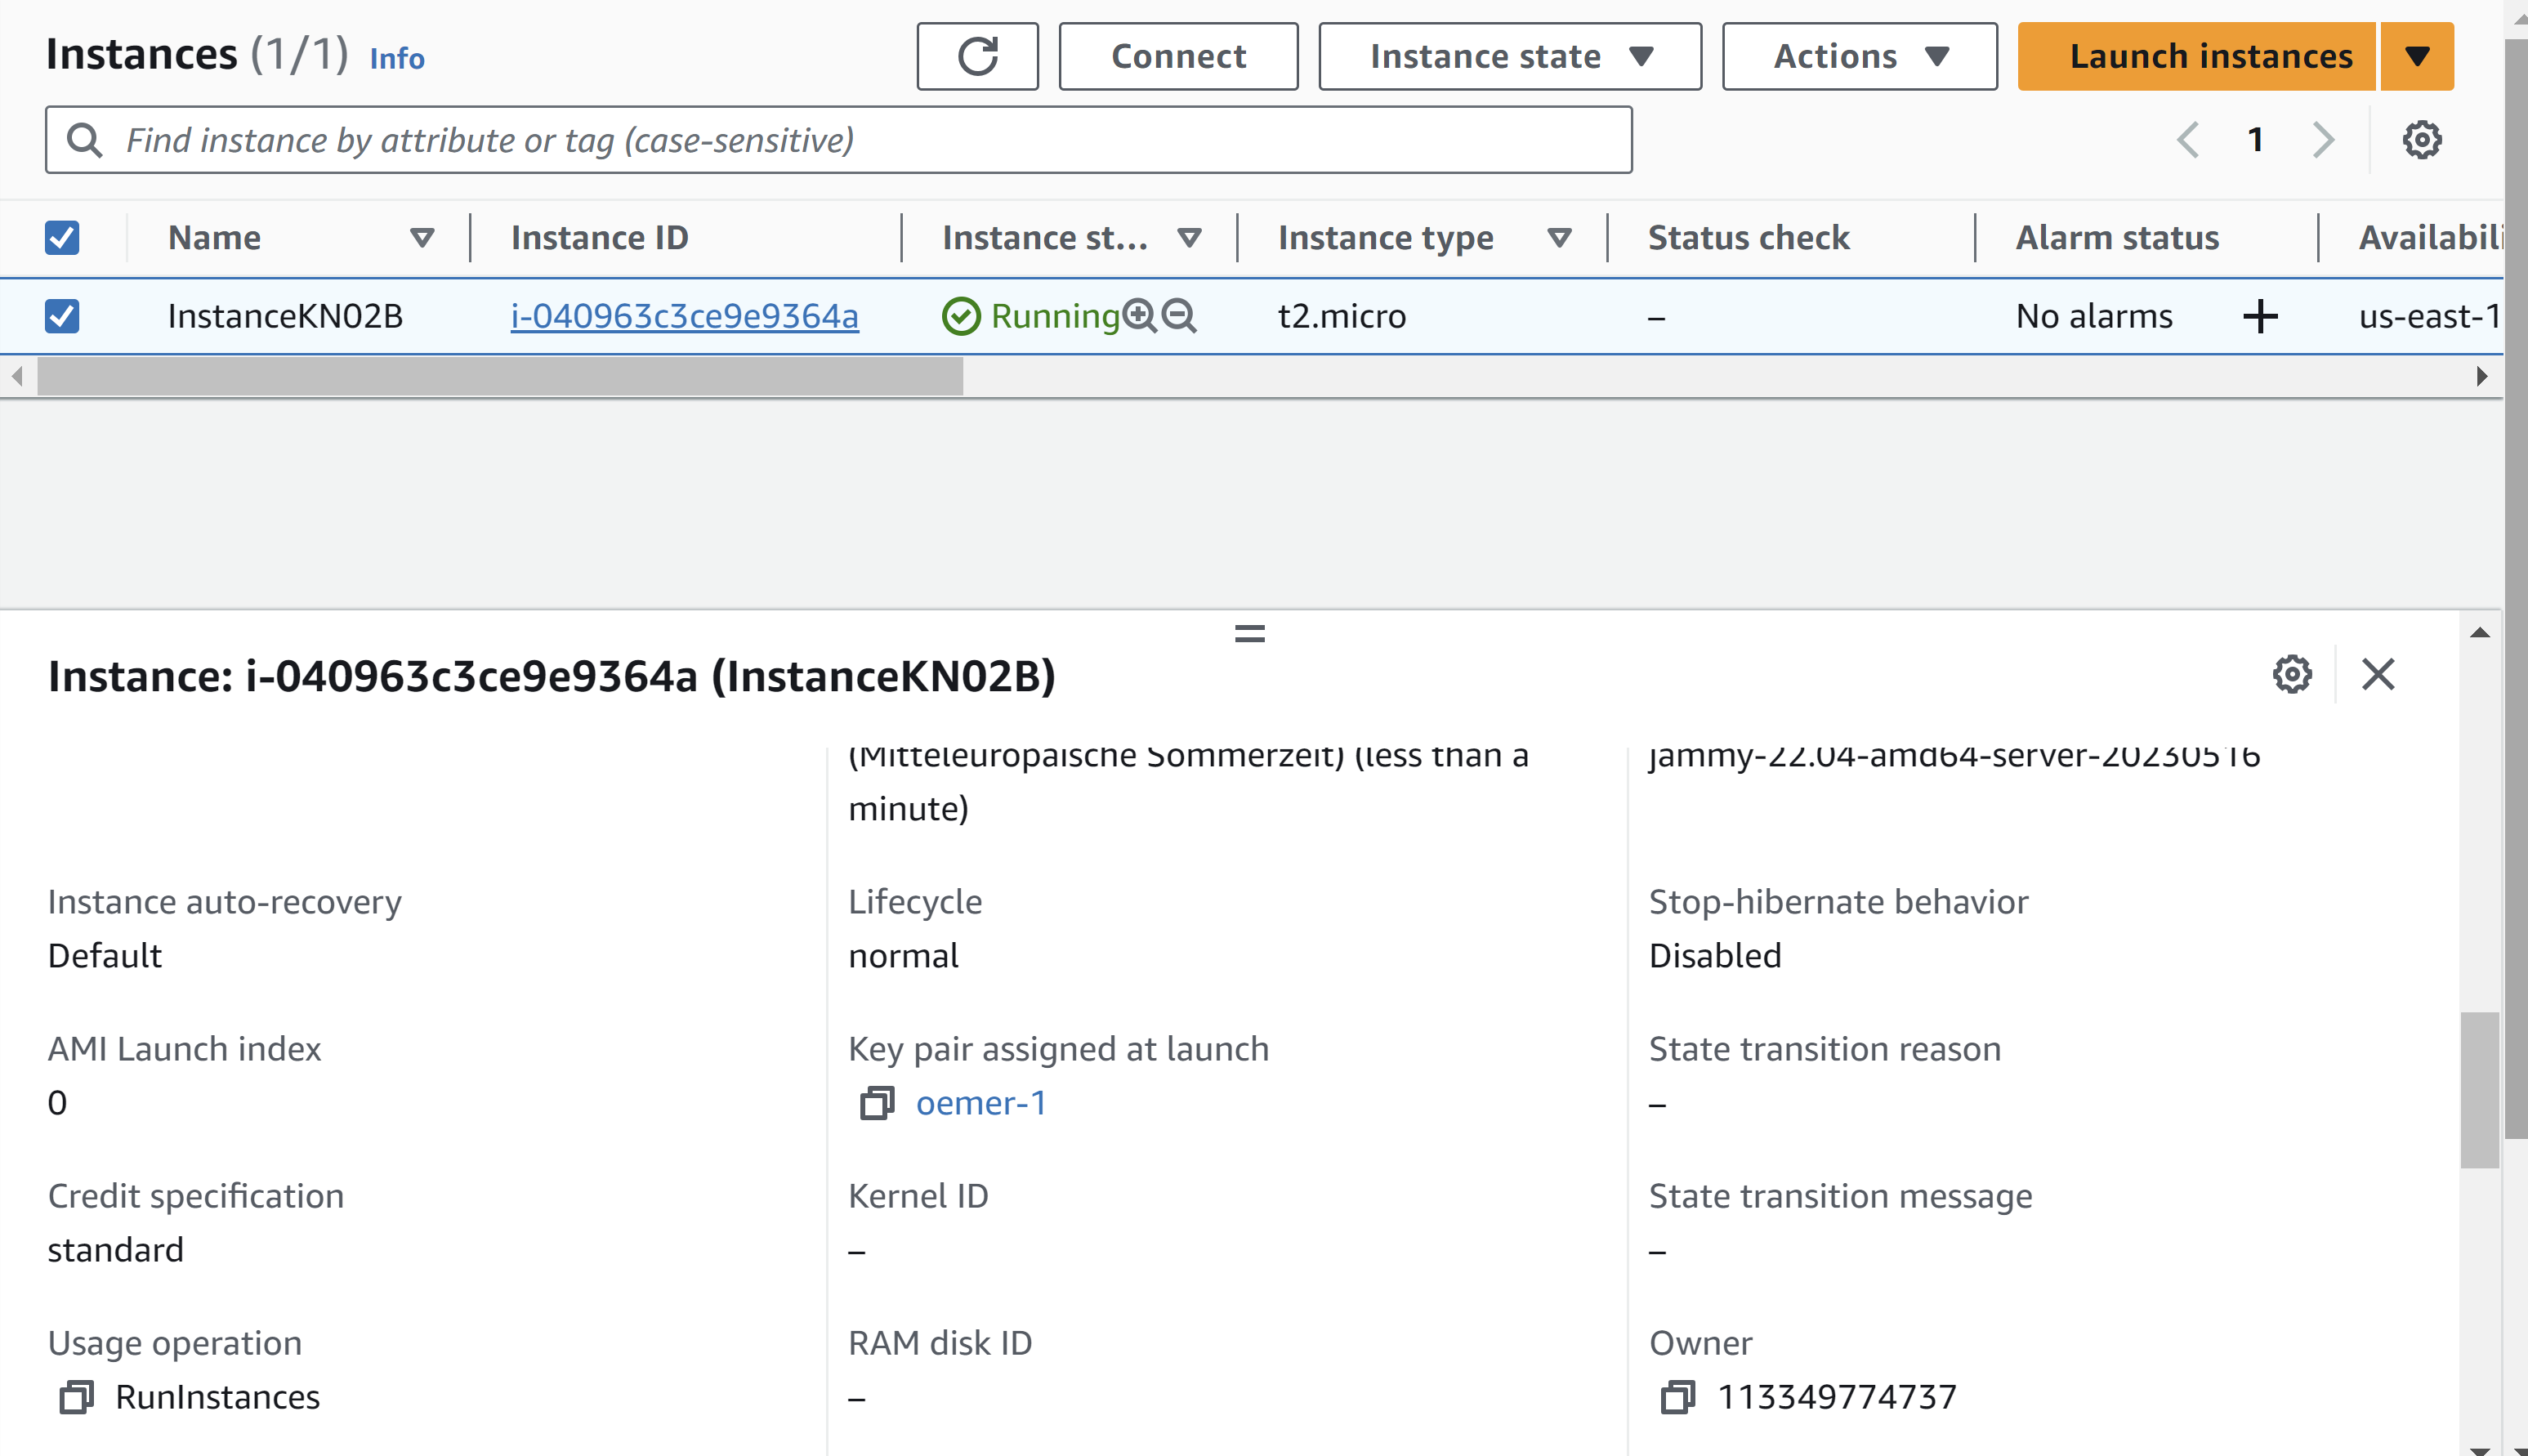 Instances (1/1) Info
Connect
Instance state
Actions
Launch instances
Find instance by attribute or tag (case-sensitive)
1
Name
Instance ID
Instance st...
Instance type
Status check
Alarm status
Availabili
InstanceKN02B
i-040963c3ce9e9364a
Running
t2.micro
–
No alarms
us-east-1
Instance: i-040963c3ce9e9364a (InstanceKN02B)
(Mitteleuropäische Sommerzeit) (less than a
minute)
jammy-22.04-amd64-server-20230516
Instance auto-recovery
Default
Lifecycle
normal
Stop-hibernate behavior
Disabled
AMI Launch index
0
Key pair assigned at launch
oemer-1
State transition reason
–
Credit specification
standard
Kernel ID
–
State transition message
–
Usage operation
RunInstances
RAM disk ID
–
Owner
113349774737